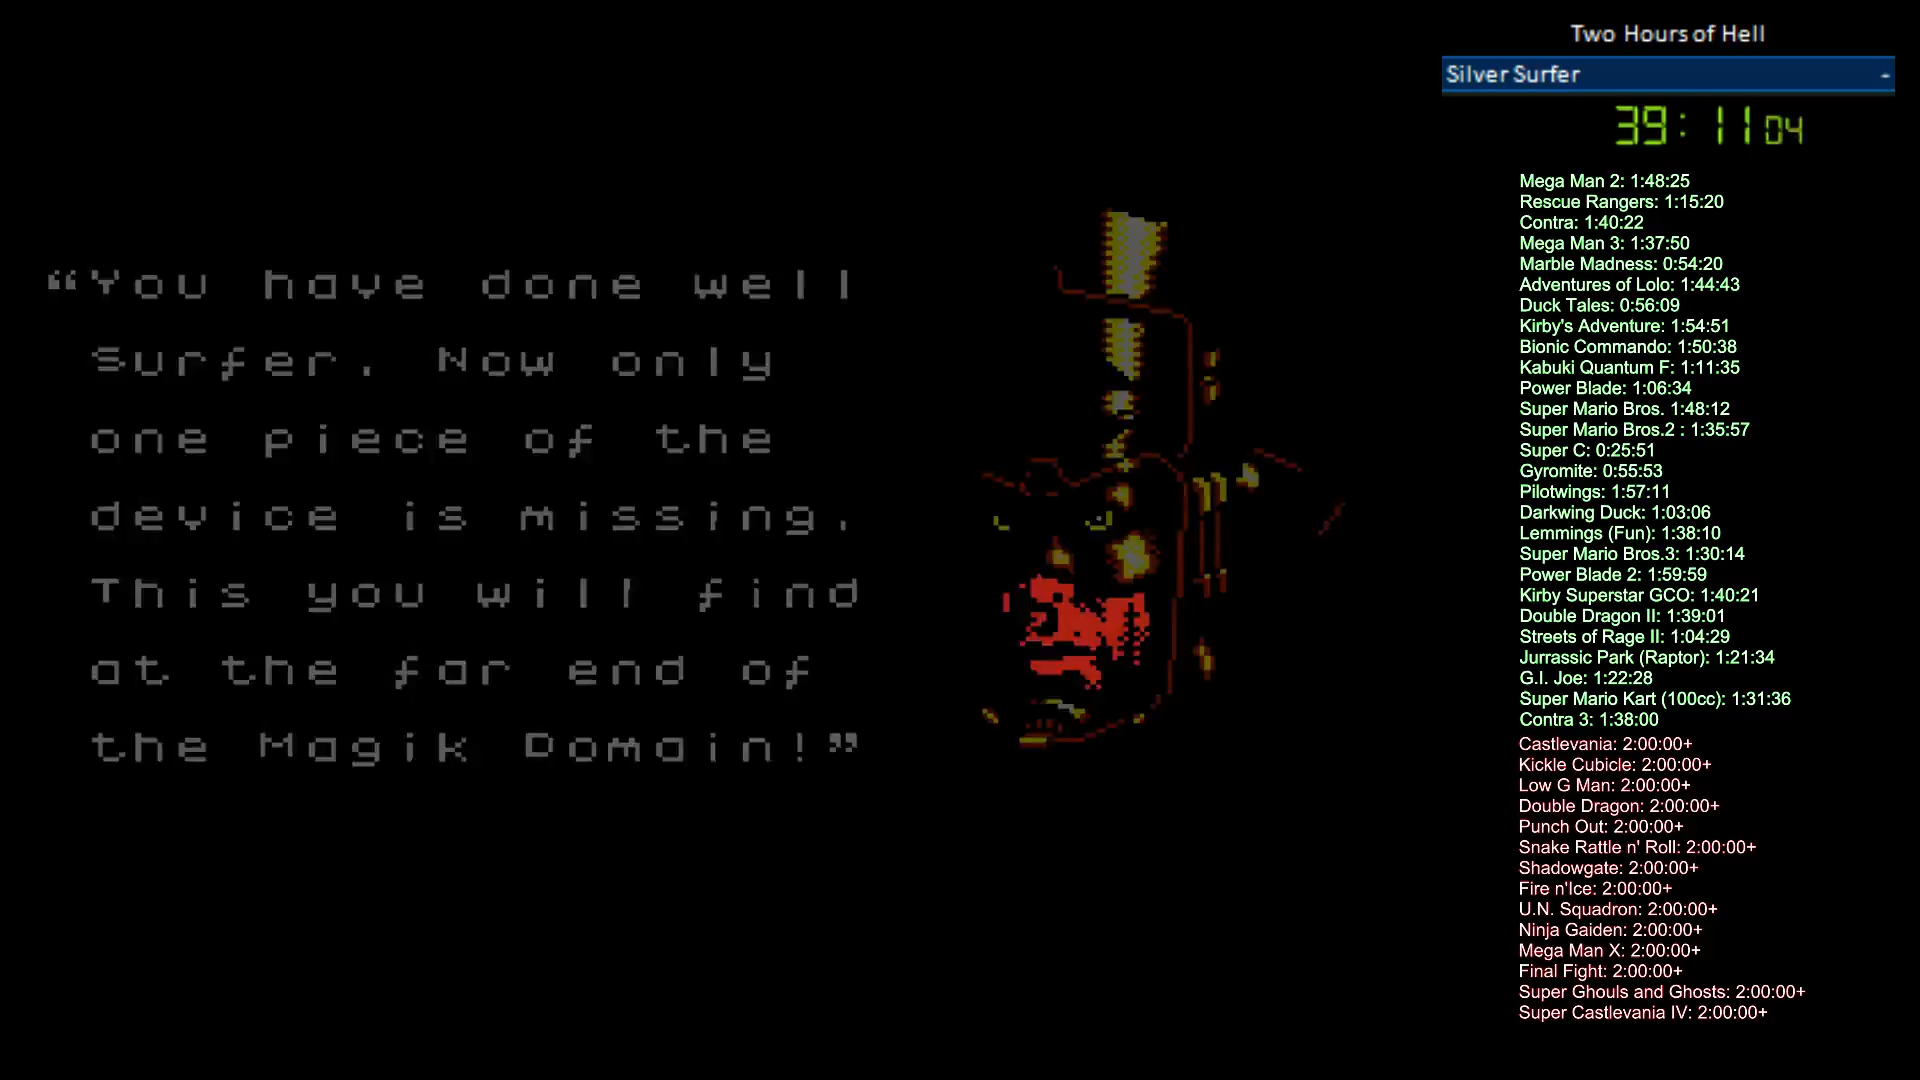 “You have done well
Surfer. Now only
one piece of the
device is missing.
This you will find
at the far end of
the Magik Domain!”
Two Hours of Hell
Silver Surfer -
39:11 04
Mega Man 2: 1:48:25
Rescue Rangers: 1:15:20
Contra: 1:40:22
Mega Man 3: 1:37:50
Marble Madness: 0:54:20
Adventures of Lolo: 1:44:43
Duck Tales: 0:56:09
Kirby's Adventure: 1:54:51
Bionic Commando: 1:50:38
Kabuki Quantum F: 1:11:35
Power Blade: 1:06:34
Super Mario Bros. 1:48:12
Super Mario Bros.2 : 1:35:57
Super C: 0:25:51
Gyromite: 0:55:53
Pilotwings: 1:57:11
Darkwing Duck: 1:03:06
Lemmings (Fun): 1:38:10
Super Mario Bros.3: 1:30:14
Power Blade 2: 1:59:59
Kirby Superstar GCO: 1:40:21
Double Dragon II: 1:39:01
Streets of Rage II: 1:04:29
Jurrassic Park (Raptor): 1:21:34
G.I. Joe: 1:22:28
Super Mario Kart (100cc): 1:31:36
Contra 3: 1:38:00
Castlevania: 2:00:00+
Kickle Cubicle: 2:00:00+
Low G Man: 2:00:00+
Double Dragon: 2:00:00+
Punch Out: 2:00:00+
Snake Rattle n' Roll: 2:00:00+
Shadowgate: 2:00:00+
Fire n'Ice: 2:00:00+
U.N. Squadron: 2:00:00+
Ninja Gaiden: 2:00:00+
Mega Man X: 2:00:00+
Final Fight: 2:00:00+
Super Ghouls and Ghosts: 2:00:00+
Super Castlevania IV: 2:00:00+